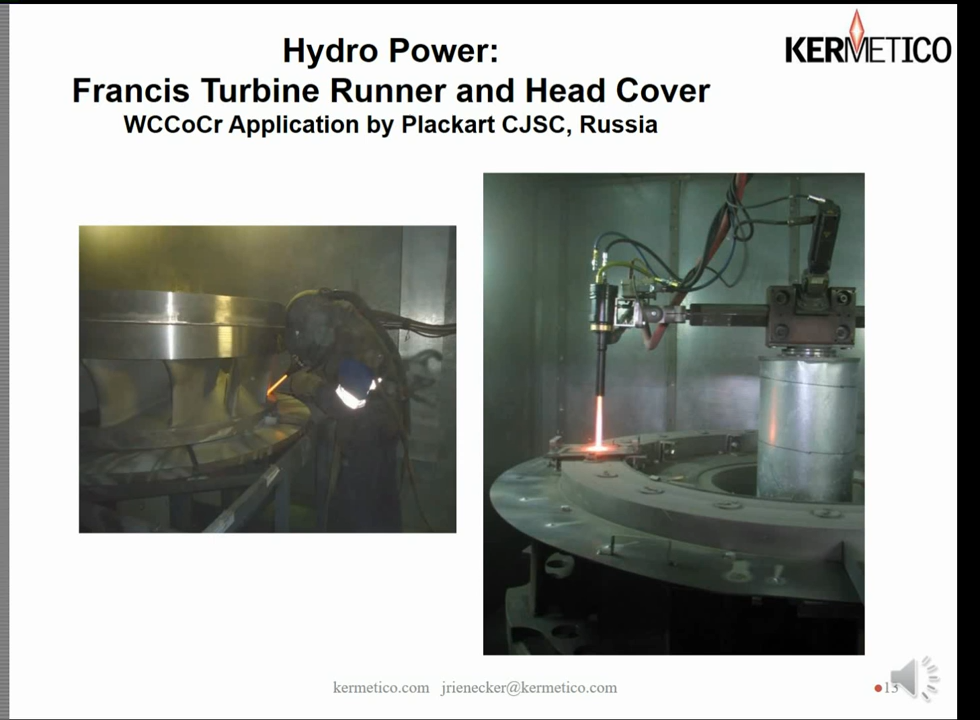 KERMETICO
Hydro Power:
Francis Turbine Runner and Head Cover
WCCoCr Application by Plackart CJSC, Russia
kermetico.com jrienecker@kermetico.com
13